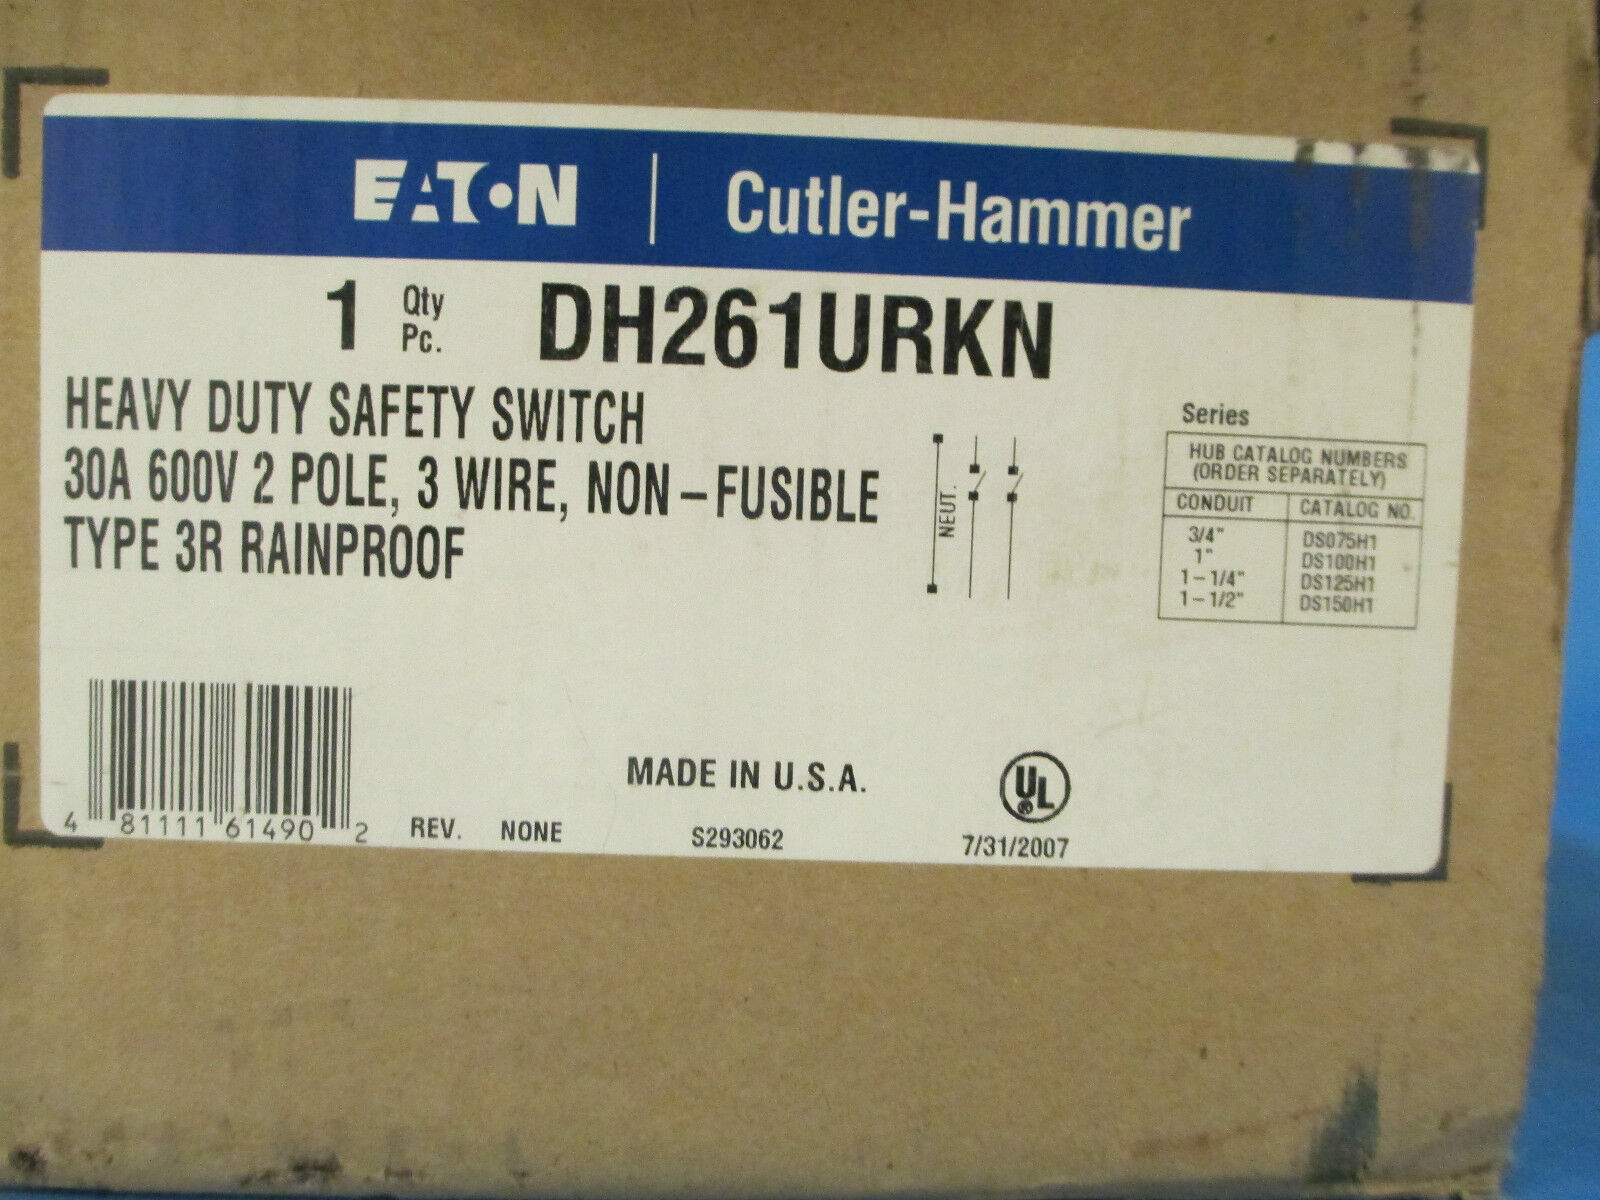 EATON | Cutler-Hammer
1 Qty Pc. DH261URKN
HEAVY DUTY SAFETY SWITCH
30A 600V 2 POLE, 3 WIRE, NON-FUSIBLE
TYPE 3R RAINPROOF
NEUT.
Series
HUB CATALOG NUMBERS
(ORDER SEPARATELY)
CONDUIT CATALOG NO.
3/4" DS075H1
1" DS100H1
1-1/4" DS125H1
1-1/2" DS150H1
MADE IN U.S.A.
UL ®
4 81111 61490 2 REV. NONE S293062 7/31/2007